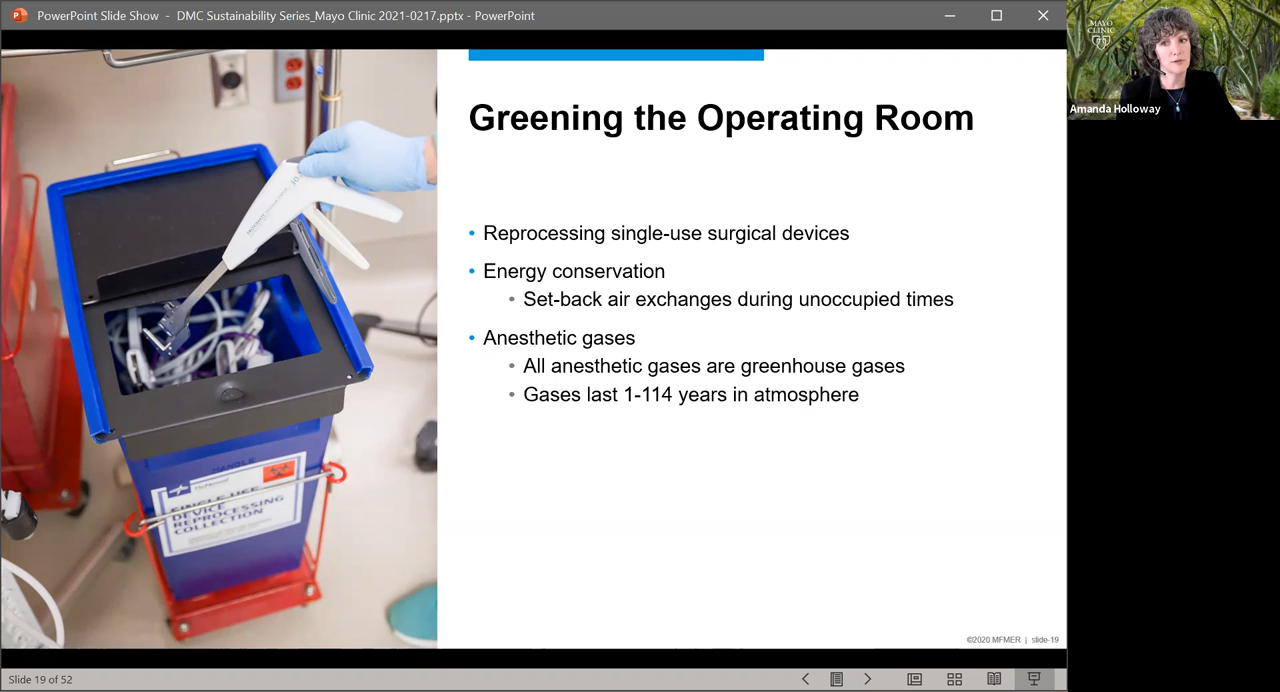 PowerPoint Slide Show - DMC Sustainability Series_Mayo Clinic 2021-0217.pptx - PowerPoint
MAYO
CLINIC
Amanda Holloway
Greening the Operating Room
• Reprocessing single-use surgical devices
• Energy conservation
• Set-back air exchanges during unoccupied times
• Anesthetic gases
• All anesthetic gases are greenhouse gases
• Gases last 1-114 years in atmosphere
SINGLE-USE
DEVICE
REPROCESSING
COLLECTION
©2020 MFMER | slide-19
Slide 19 of 52